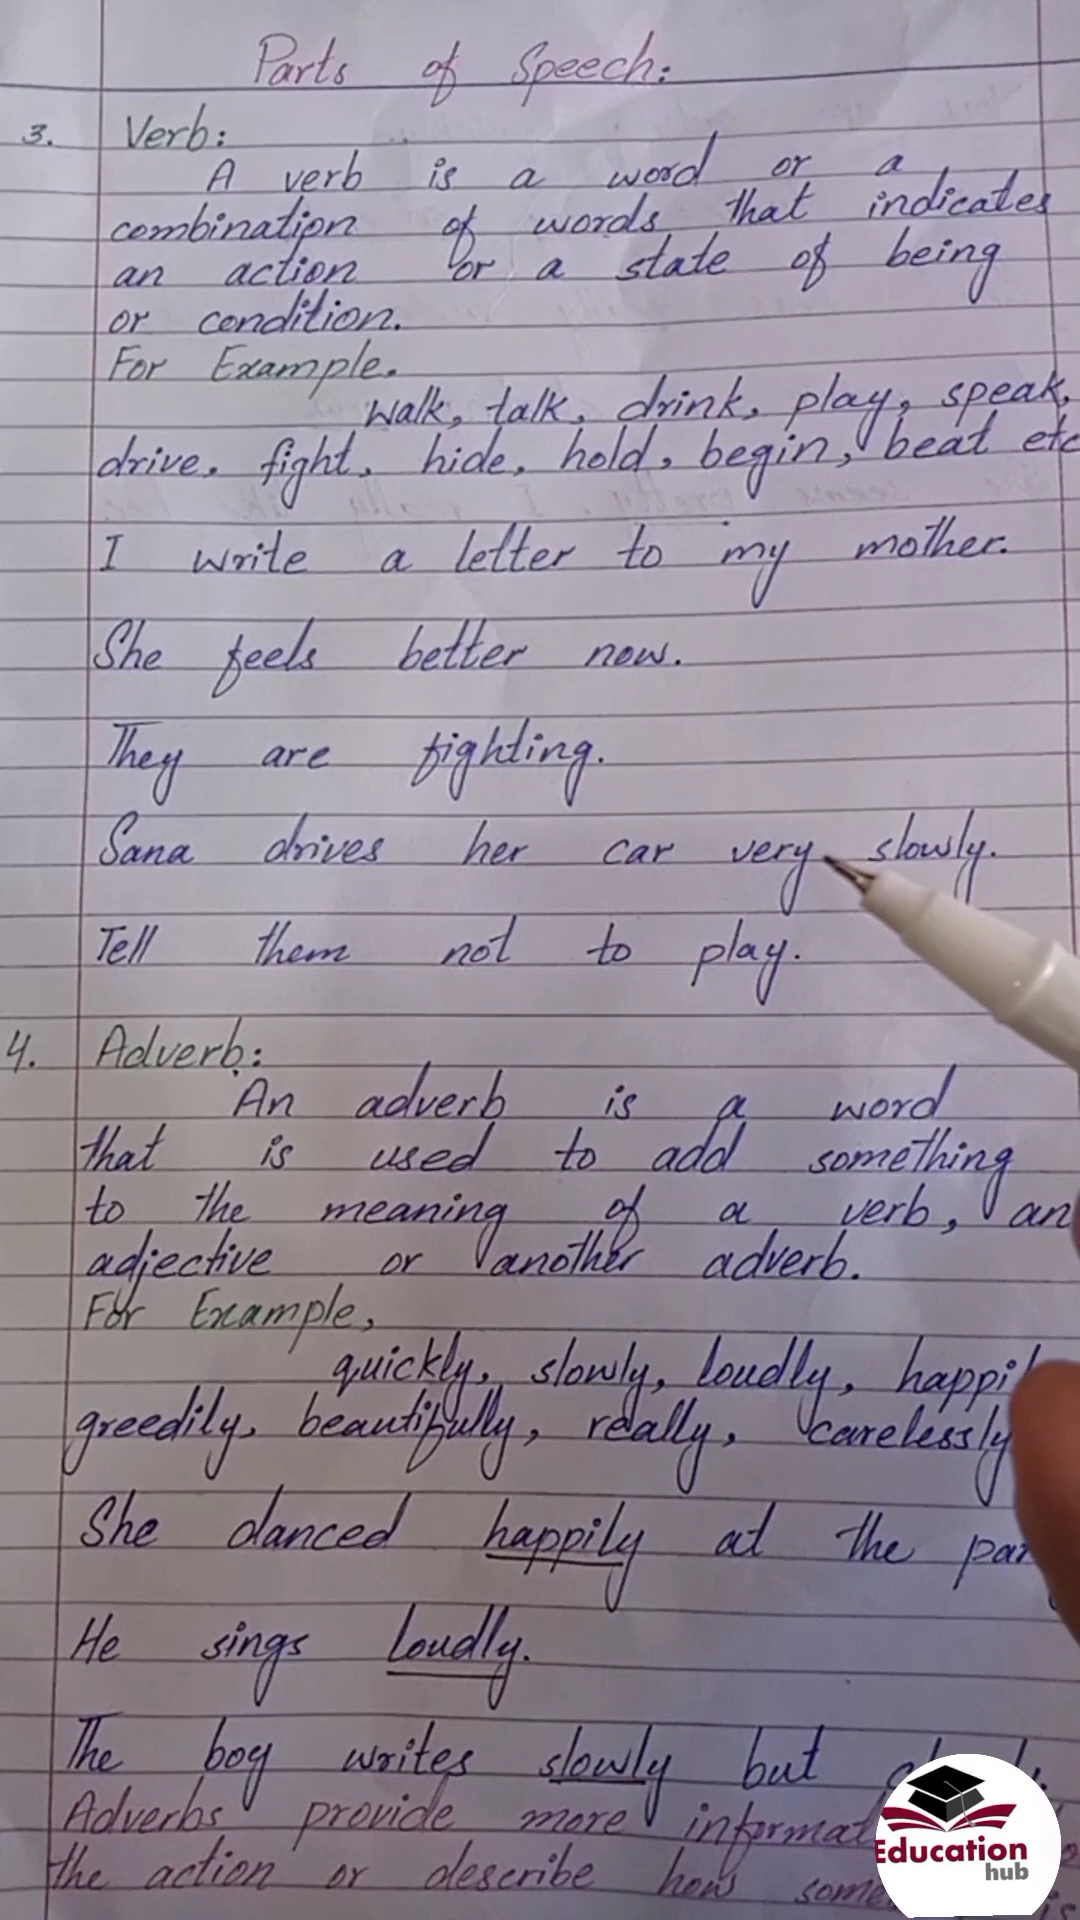 Parts of Speech:
3. Verb:
A verb is a word or a
combination of words that indicates
an action or a state of being
or condition.
For Example.
walk, talk, drink, play, speak,
drive, fight, hide, hold, begin, beat etc
I write a letter to my mother.
She feels better now.
They are fighting.
Sana drives her car very slowly.
Tell them not to play.
4. Adverb:
An adverb is a word
that is used to add something
to the meaning of a verb, an
adjective or another adverb.
For Example,
quickly, slowly, loudly,
greedily, beautifully, really, carelessly
She danced happily at the
He sings loudly.
The boy writes slowly but
Adverbs provide more
the action or describe how
Education
hub